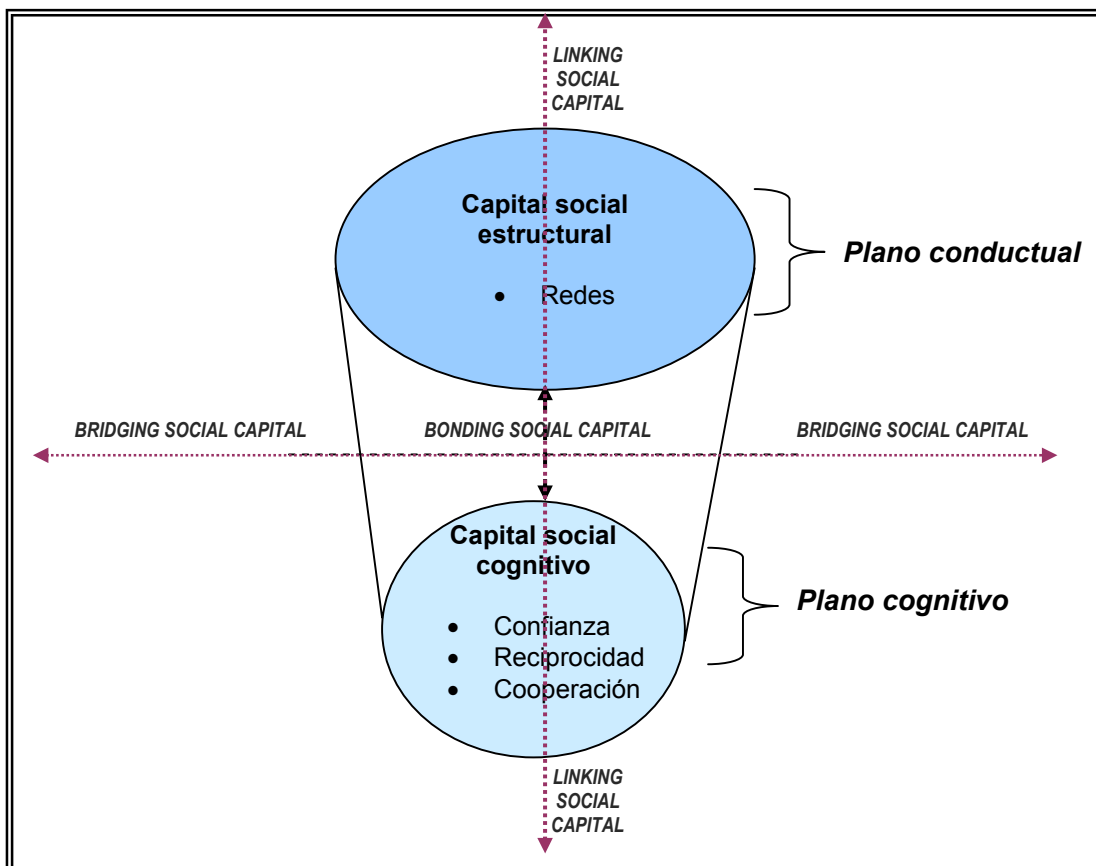 LINKING
SOCIAL
CAPITAL
Capital social
estructural
• Redes
Plano conductual
BRIDGING SOCIAL CAPITAL
BONDING SOCIAL CAPITAL
BRIDGING SOCIAL CAPITAL
Capital social
cognitivo
• Confianza
• Reciprocidad
• Cooperación
Plano cognitivo
LINKING
SOCIAL
CAPITAL